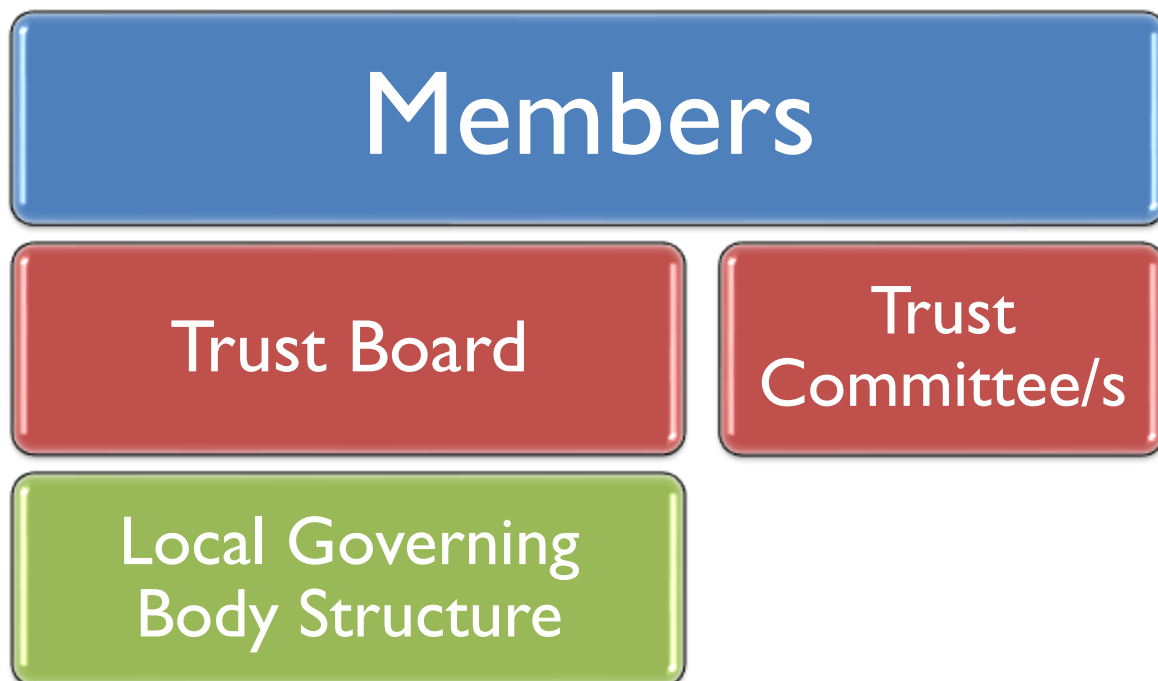 Members
Trust Board
Trust
Committee/s
Local Governing
Body Structure